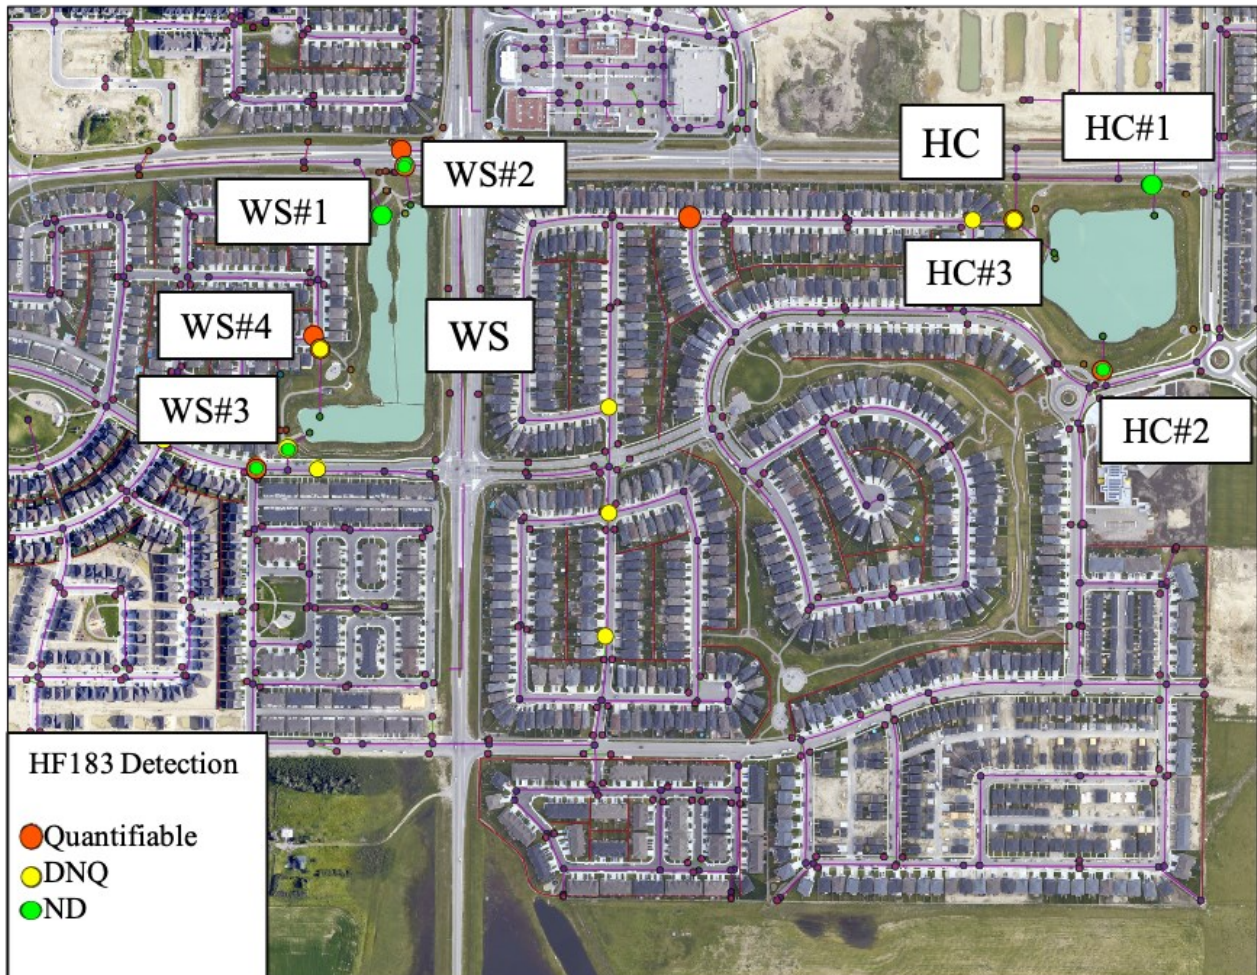 HC#1
HC
WS#2
WS#1
HC#3
WS#4
WS
WS#3
HC#2
HF183 Detection
Quantifiable
DNQ
ND